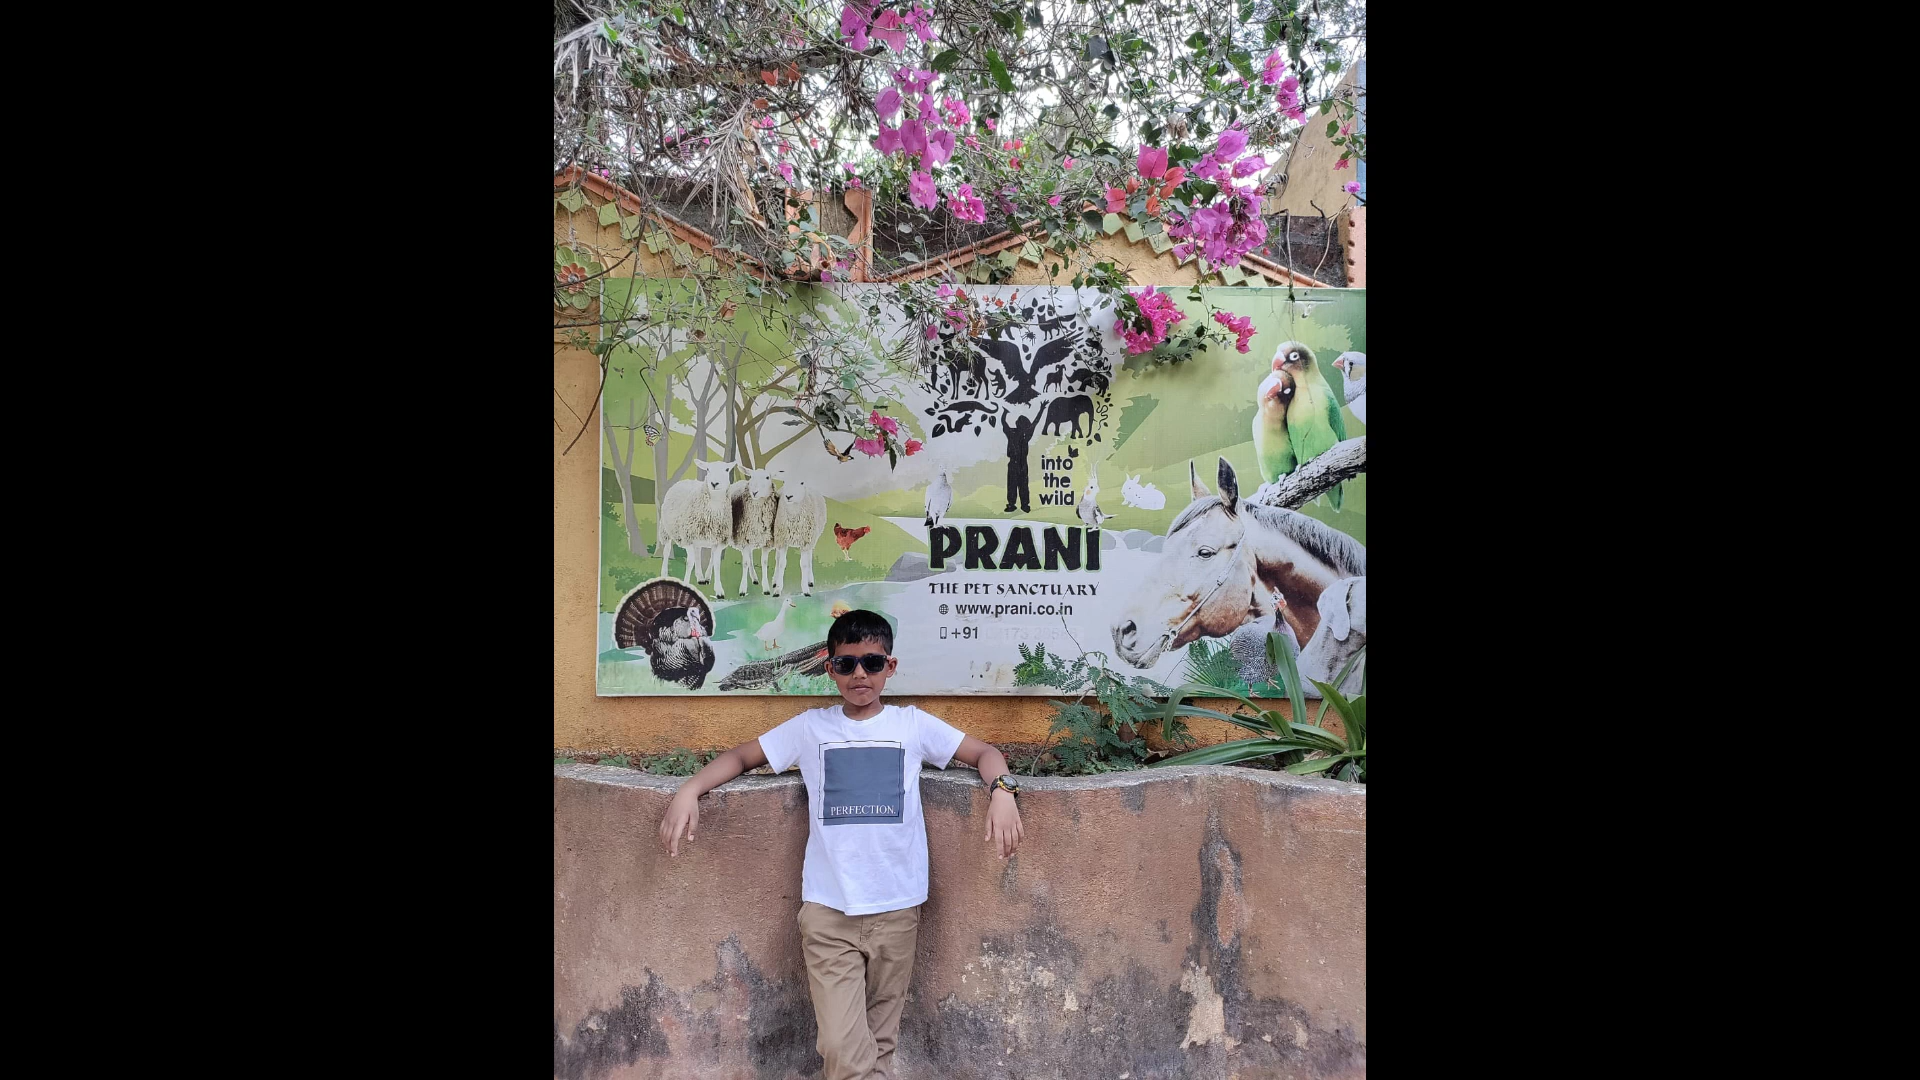 into
the
wild
PRANI
THE PET SANCTUARY
www.prani.co.in
+91
PERFECTION.